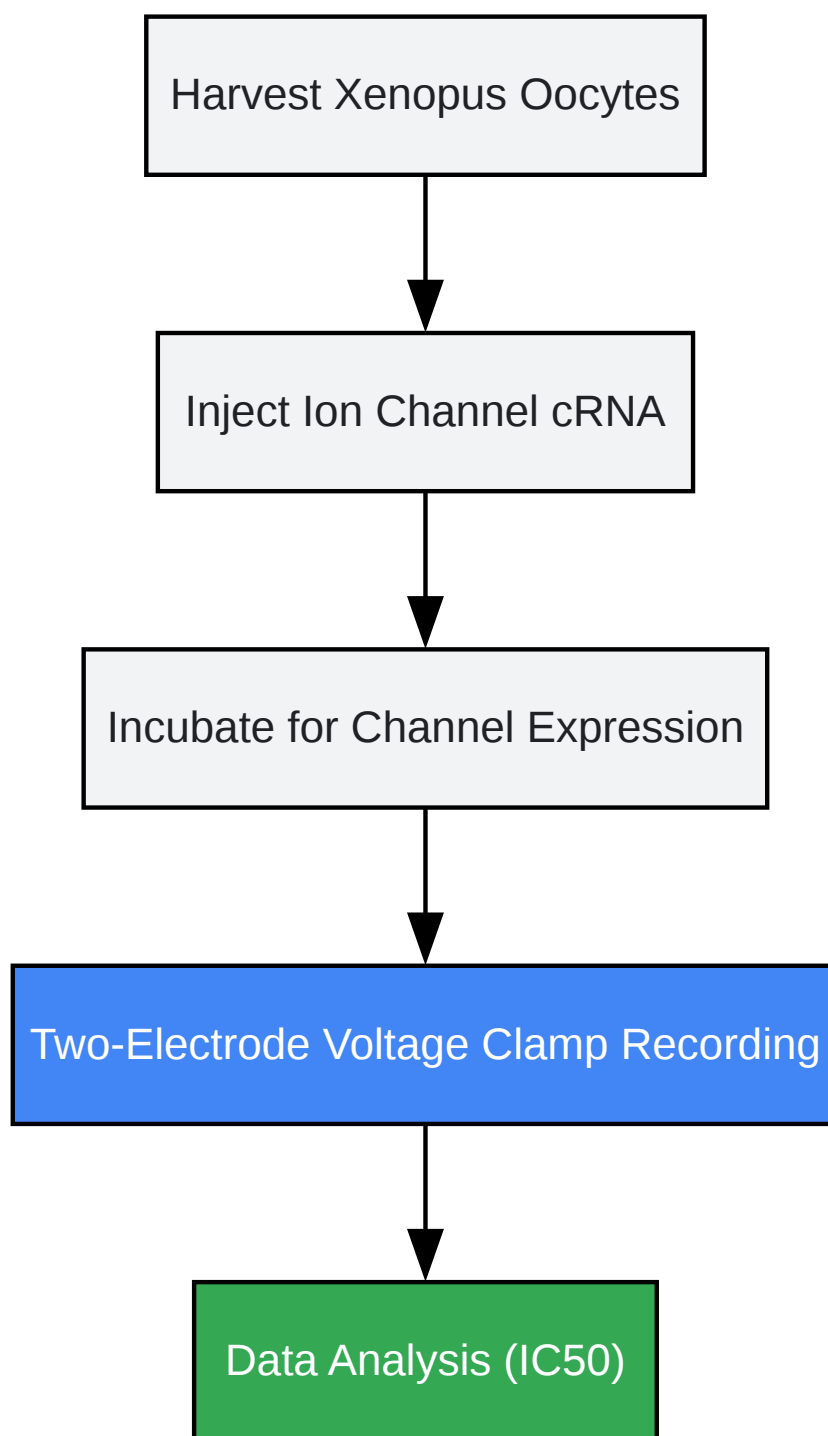 Harvest Xenopus Oocytes
Inject Ion Channel cRNA
Incubate for Channel Expression
Two-Electrode Voltage Clamp Recording
Data Analysis (IC50)